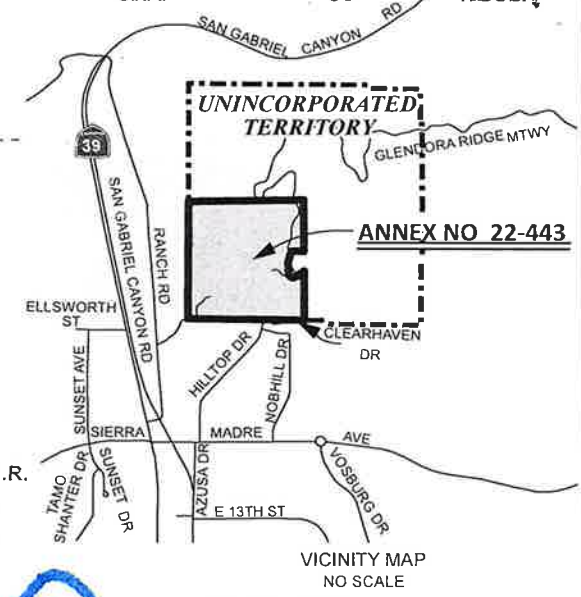 SAN GABRIEL CANYON RD
UNINCORPORATED
TERRITORY
GLENDORA RIDGE MTWY
39
SAN GABRIEL CANYON RD
RANCH RD
ANNEX NO 22-443
ELLSWORTH
ST
CLEARHAVEN
DR
HILLTOP DR
NOBHILL DR
SUNSET AVE
SIERRA MADRE AVE
.R.
TAMO
SHANTER DR
SUNSET DR
AZUSA DR
VOSBURG DR
E 13TH ST
VICINITY MAP
NO SCALE